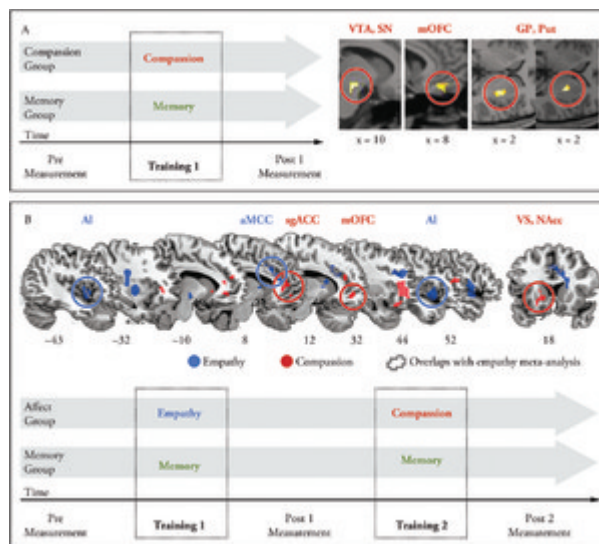 A
VTA, SN mOFC GP, Put
Compassion
Group
Compassion
Memory
Group
Memory
x = 10 x = 8 x = 2 x = 2
Time
Pre
Measurement
Training 1
Post 1
Measurement
B
AI aMCC sgACC mOFC AI VS, NAcc
-32 8 12 32 44 52 18
Empathy Compassion Overlaps with empathy meta-analysis
Affect
Group
Empathy Compassion
Memory
Group
Memory Memory
Time
Pre
Measurement
Training 1
Post 1
Measurement
Training 2
Post 2
Measurement